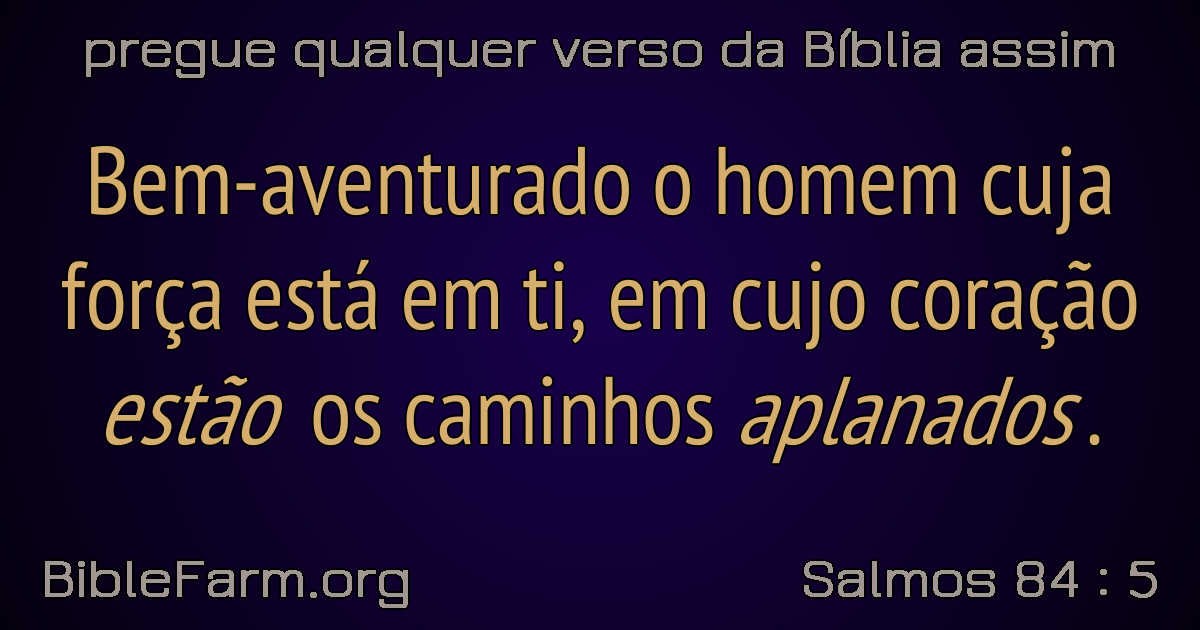 pregue qualquer verso da Bíblia assim
Bem-aventurado o homem cuja
força está em ti, em cujo coração
estão os caminhos aplanados.
BibleFarm.org
Salmos 84 : 5